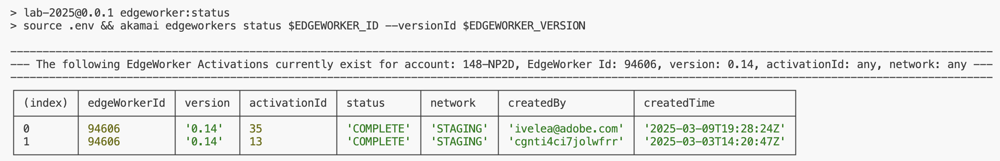 > lab-2025@0.0.1 edgeworker:status
> source .env && akamai edgeworkers status $EDGEWORKER_ID --versionId $EDGEWORKER_VERSION
--- The following EdgeWorker Activations currently exist for account: 148-NP2D, EdgeWorker Id: 94606, version: 0.14, activationId: any, network: any ---
(index) edgeWorkerId version activationId status network createdBy createdTime
0 94606 '0.14' 35 'COMPLETE' 'STAGING' 'ivelea@adobe.com' '2025-03-09T19:28:24Z'
1 94606 '0.14' 13 'COMPLETE' 'STAGING' 'cgnti4ci7jolwfrr' '2025-03-03T14:20:47Z'